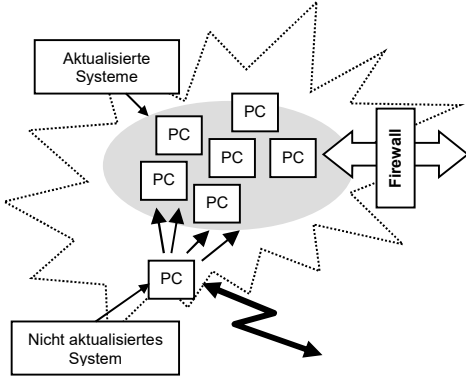 Aktualisierte
Systeme
PC
PC
PC
PC
PC
PC
Firewall
PC
Nicht aktualisiertes
System